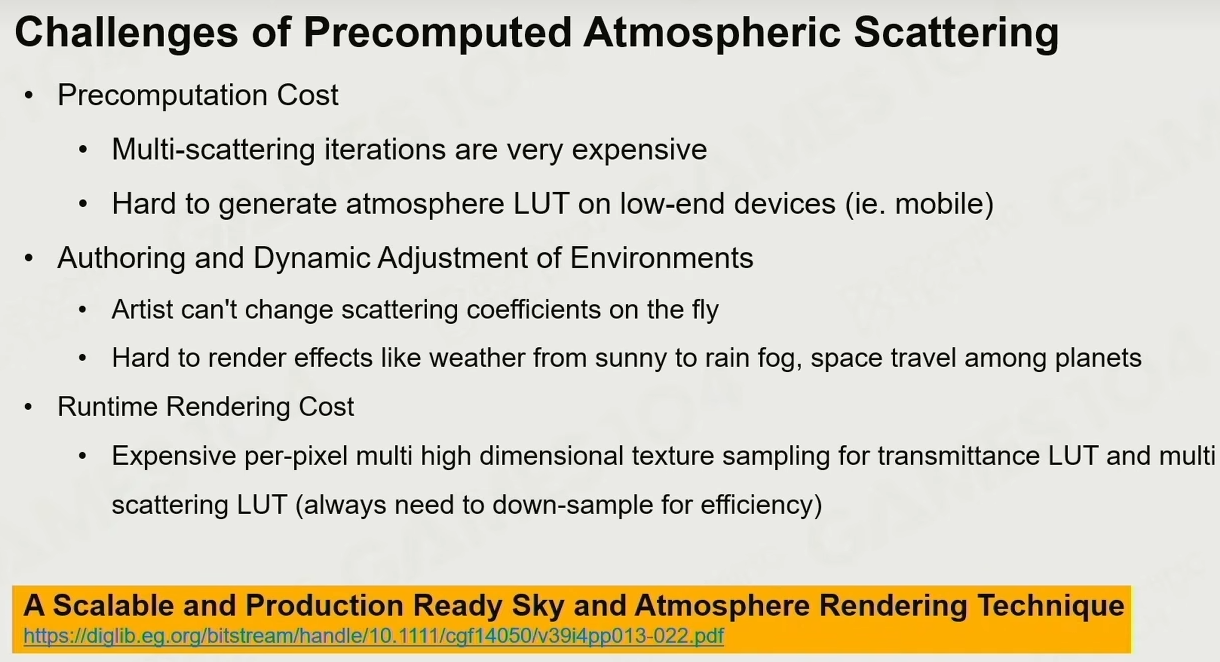 Challenges of Precomputed Atmospheric Scattering
• Precomputation Cost
• Multi-scattering iterations are very expensive
• Hard to generate atmosphere LUT on low-end devices (ie. mobile)
• Authoring and Dynamic Adjustment of Environments
• Artist can't change scattering coefficients on the fly
• Hard to render effects like weather from sunny to rain fog, space travel among planets
• Runtime Rendering Cost
• Expensive per-pixel multi high dimensional texture sampling for transmittance LUT and multi
scattering LUT (always need to down-sample for efficiency)
A Scalable and Production Ready Sky and Atmosphere Rendering Technique
https://diglib.eg.org/bitstream/handle/10.1111/cgf14050/v39i4pp013-022.pdf